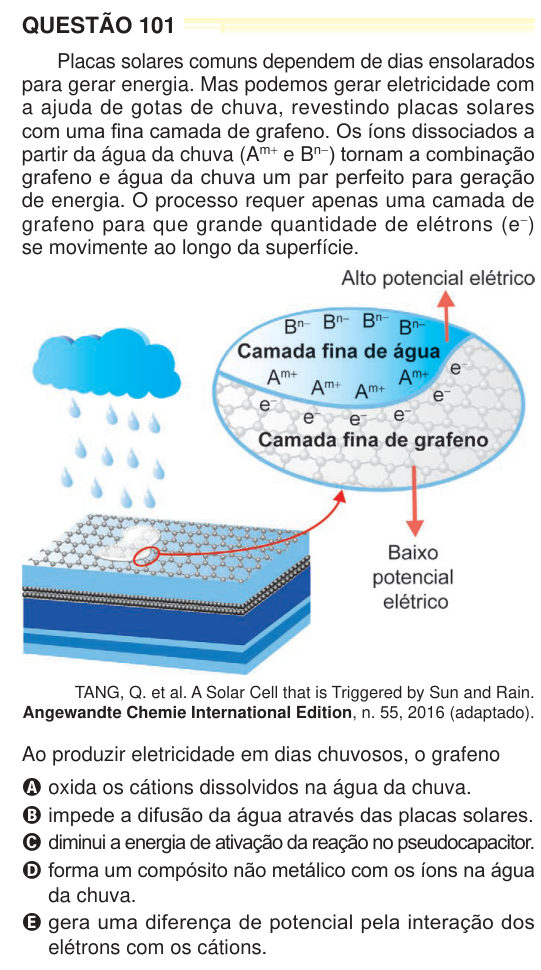 QUESTÃO 101
Placas solares comuns dependem de dias ensolarados
para gerar energia. Mas podemos gerar eletricidade com
a ajuda de gotas de chuva, revestindo placas solares
com uma fina camada de grafeno. Os íons dissociados a
partir da água da chuva (Aᵐ⁺ e Bⁿ⁻) tornam a combinação
grafeno e água da chuva um par perfeito para geração
de energia. O processo requer apenas uma camada de
grafeno para que grande quantidade de elétrons (e⁻)
se movimente ao longo da superfície.
Alto potencial elétrico
Bⁿ⁻ Bⁿ⁻ Bⁿ⁻ Bⁿ⁻
Camada fina de água
Aᵐ⁺ Aᵐ⁺ Aᵐ⁺ Aᵐ⁺
e⁻ e⁻ e⁻ e⁻ e⁻ e⁻
Camada fina de grafeno
Baixo
potencial
elétrico
TANG, Q. et al. A Solar Cell that is Triggered by Sun and Rain.
Angewandte Chemie International Edition, n. 55, 2016 (adaptado).
Ao produzir eletricidade em dias chuvosos, o grafeno
A oxida os cátions dissolvidos na água da chuva.
B impede a difusão da água através das placas solares.
C diminui a energia de ativação da reação no pseudocapacitor.
D forma um compósito não metálico com os íons na água
da chuva.
E gera uma diferença de potencial pela interação dos
elétrons com os cátions.